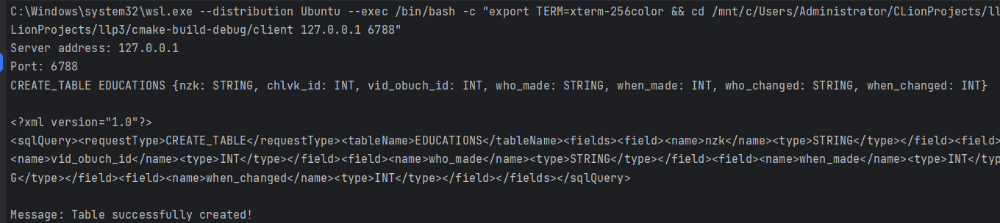 C:\Windows\system32\wsl.exe --distribution Ubuntu --exec /bin/bash -c "export TERM=xterm-256color && cd /mnt/c/Users/Administrator/CLionProjects/ll
LionProjects/llp3/cmake-build-debug/client 127.0.0.1 6788"
Server address: 127.0.0.1
Port: 6788
CREATE_TABLE EDUCATIONS {nzk: STRING, chlvk_id: INT, vid_obuch_id: INT, who_made: STRING, when_made: INT, who_changed: STRING, when_changed: INT}
<?xml version="1.0"?>
<sqlQuery><requestType>CREATE_TABLE</requestType><tableName>EDUCATIONS</tableName><fields><field><name>nzk</name><type>STRING</type></field><field>
<name>vid_obuch_id</name><type>INT</type></field><field><name>who_made</name><type>STRING</type></field><field><name>when_made</name><type>INT</typ
G</type></field><field><name>when_changed</name><type>INT</type></field></fields></sqlQuery>
Message: Table successfully created!